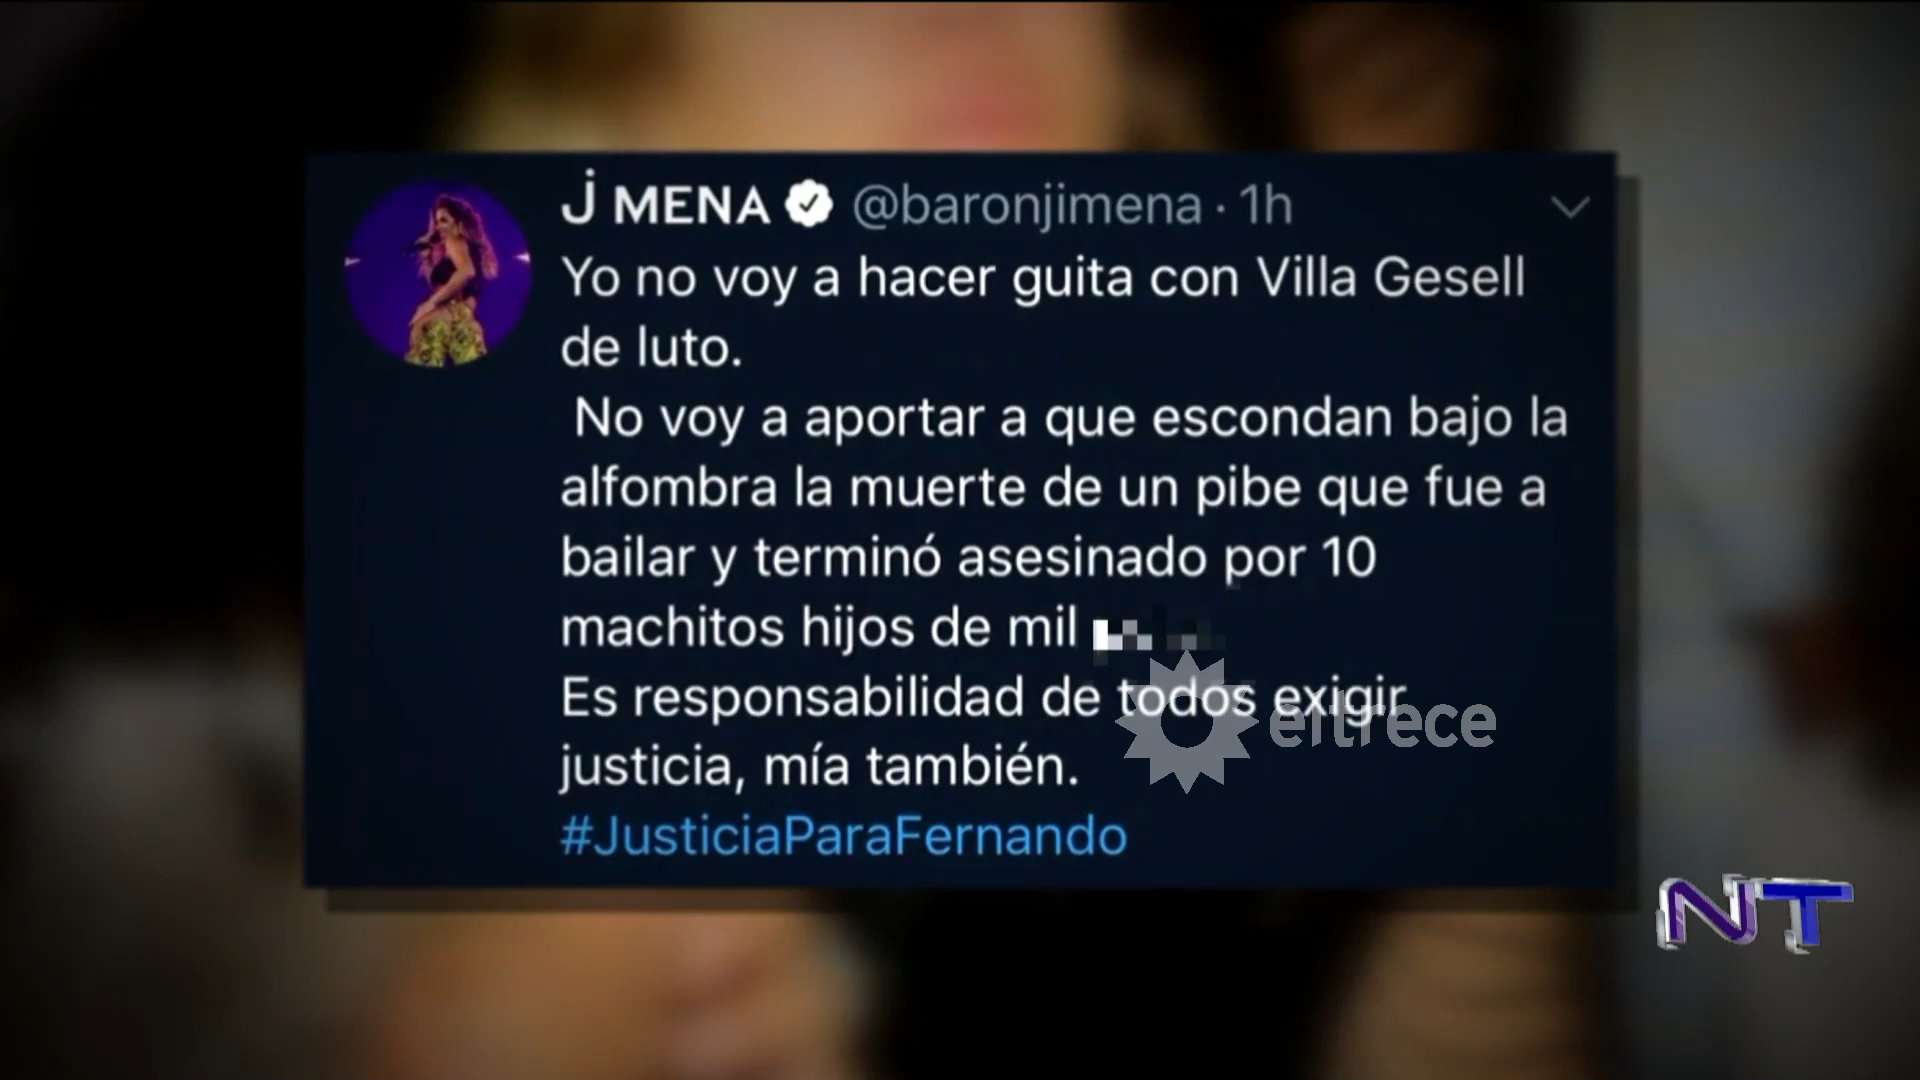 J MENA @baronjimena · 1h
Yo no voy a hacer guita con Villa Gesell
de luto.
No voy a aportar a que escondan bajo la
alfombra la muerte de un pibe que fue a
bailar y terminó asesinado por 10
machitos hijos de mil
Es responsabilidad de todos exigir
justicia, mía también.
#JusticiaParaFernando
eltrece
NT